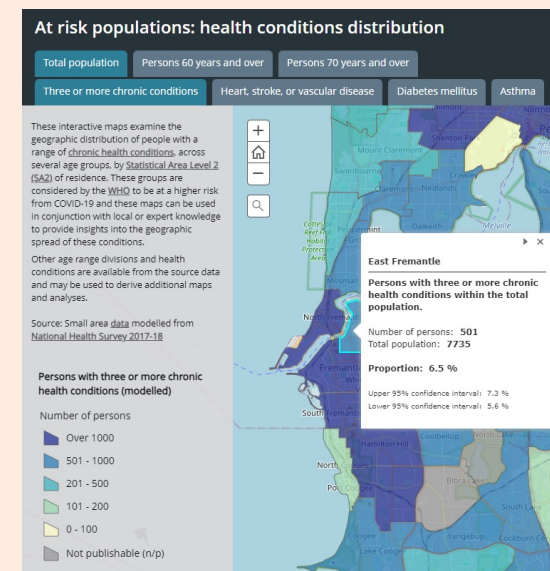 At risk populations: health conditions distribution
Total population
Persons 60 years and over
Persons 70 years and over
Three or more chronic conditions
Heart, stroke, or vascular disease
Diabetes mellitus
Asthma
These interactive maps examine the
geographic distribution of people with a
range of chronic health conditions, across
several age groups, by Statistical Area Level 2
(SA2) of residence. These groups are
considered by the WHO to be at a higher risk
from COVID-19 and these maps can be used
in conjunction with local or expert knowledge
to provide insights into the geographic
spread of these conditions.
Other age range divisions and health
conditions are available from the source data
and may be used to derive additional maps
and analyses.
Source: Small area data modelled from
National Health Survey 2017-18
Persons with three or more chronic
health conditions (modelled)
Number of persons
Over 1000
501 - 1000
201 - 500
101 - 200
0 - 100
Not publishable (n/p)
Shenton Park
Mount Claremont
Swanbourne
Crawley
Claremont
Nedlands
Dalkeith
Melville
Peppermint
Mosman
North Fremantle
Fremantle
South Fremantle
Hamilton Hill
Coolbellup
North Lake
Bibra Lake
North Coogee
Port
South Lake
Coogee
Yangebup
Cockburn
Lake Coogee
East Fremantle
Persons with three or more chronic
health conditions within the total
population.
Number of persons: 501
Total population: 7735
Proportion: 6.5 %
Upper 95% confidence interval: 7.3 %
Lower 95% confidence interval: 5.6 %